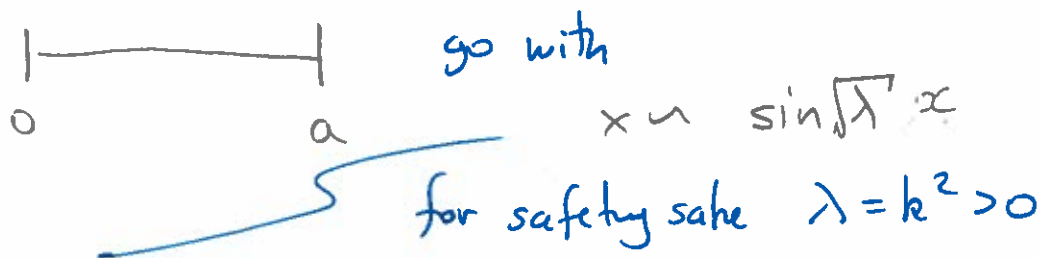 go with
0 a
x ~ sin√λ x
for safety sake λ = k² > 0